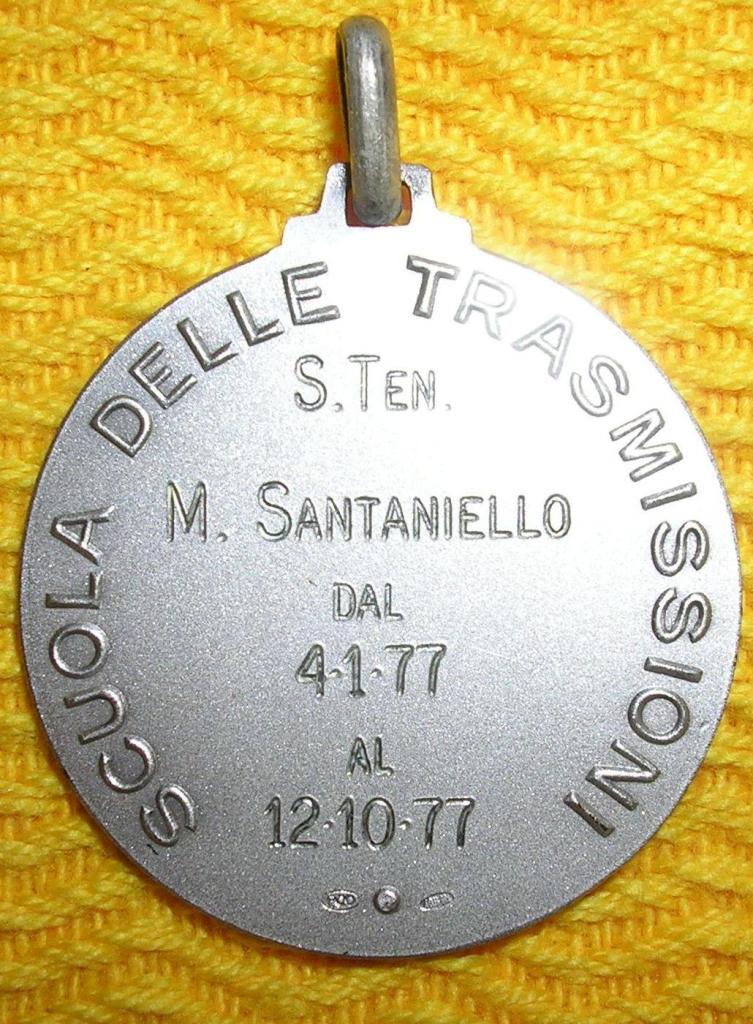 SCUOLA DELLE TRASMISSIONI
S.TEN.
M. SANTANIELLO
DAL
4·1·77
AL
12·10·77